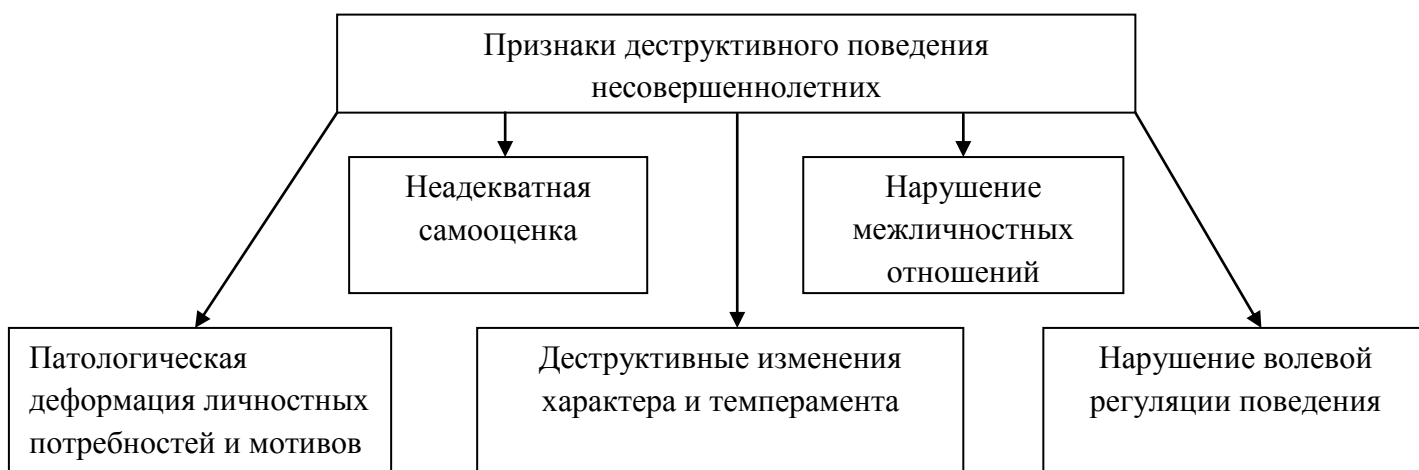 Признаки деструктивного поведения
несовершеннолетних
Неадекватная
самооценка
Нарушение
межличностных
отношений
Патологическая
деформация личностных
потребностей и мотивов
Деструктивные изменения
характера и темперамента
Нарушение волевой
регуляции поведения